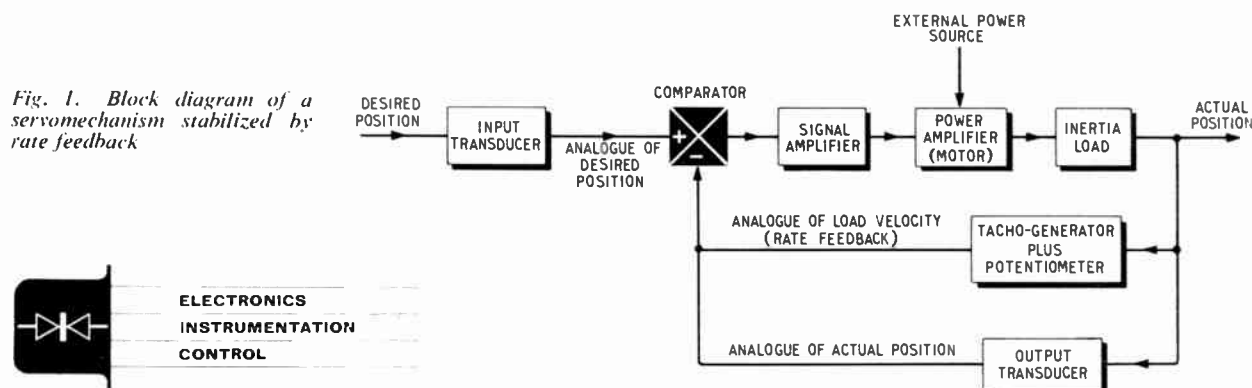 Fig. 1. Block diagram of a
servomechanism stabilized by
rate feedback
DESIRED
POSITION
INPUT
TRANSDUCER
ANALOGUE OF
DESIRED
POSITION
COMPARATOR
+
−
SIGNAL
AMPLIFIER
EXTERNAL POWER
SOURCE
POWER
AMPLIFIER
(MOTOR)
INERTIA
LOAD
ACTUAL
POSITION
ANALOGUE OF LOAD VELOCITY
(RATE FEEDBACK)
TACHO-GENERATOR
PLUS
POTENTIOMETER
ANALOGUE OF ACTUAL POSITION
OUTPUT
TRANSDUCER
ELECTRONICS
INSTRUMENTATION
CONTROL